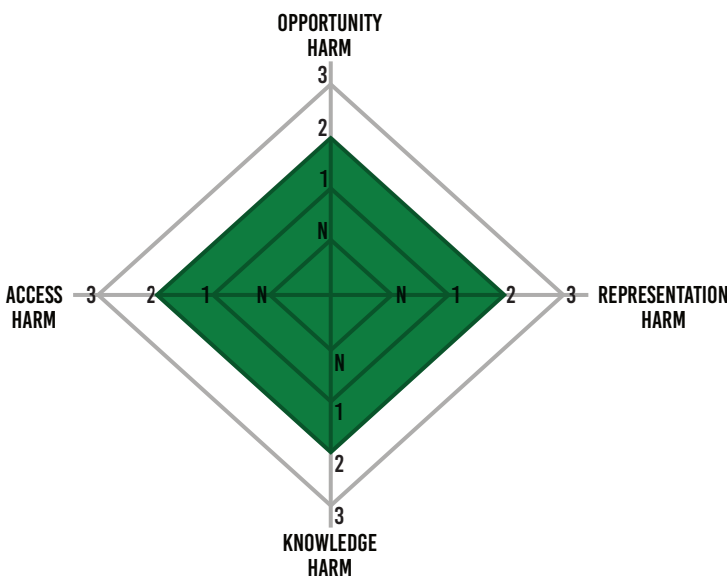 OPPORTUNITY
HARM
3
2
1
N
ACCESS
HARM
3 2 1 N N 1 2 3
REPRESENTATION
HARM
N
1
2
3
KNOWLEDGE
HARM